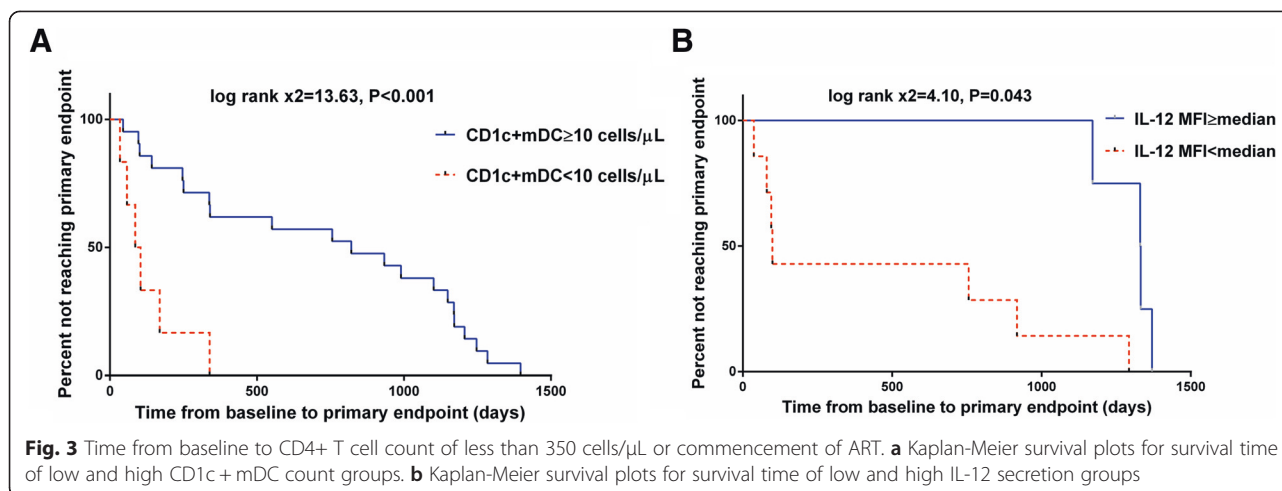 A
log rank x2=13.63, P<0.001
CD1c+mDC≥10 cells/μL
CD1c+mDC<10 cells/μL
Percent not reaching primary endpoint
100
50
0
0 500 1000 1500
Time from baseline to primary endpoint (days)
B
log rank x2=4.10, P=0.043
IL-12 MFI≥median
IL-12 MFI<median
Percent not reaching primary endpoint
100
50
0
0 500 1000 1500
Time from baseline to primary endpoint (days)
Fig. 3 Time from baseline to CD4+ T cell count of less than 350 cells/μL or commencement of ART. a Kaplan-Meier survival plots for survival time
of low and high CD1c + mDC count groups. b Kaplan-Meier survival plots for survival time of low and high IL-12 secretion groups